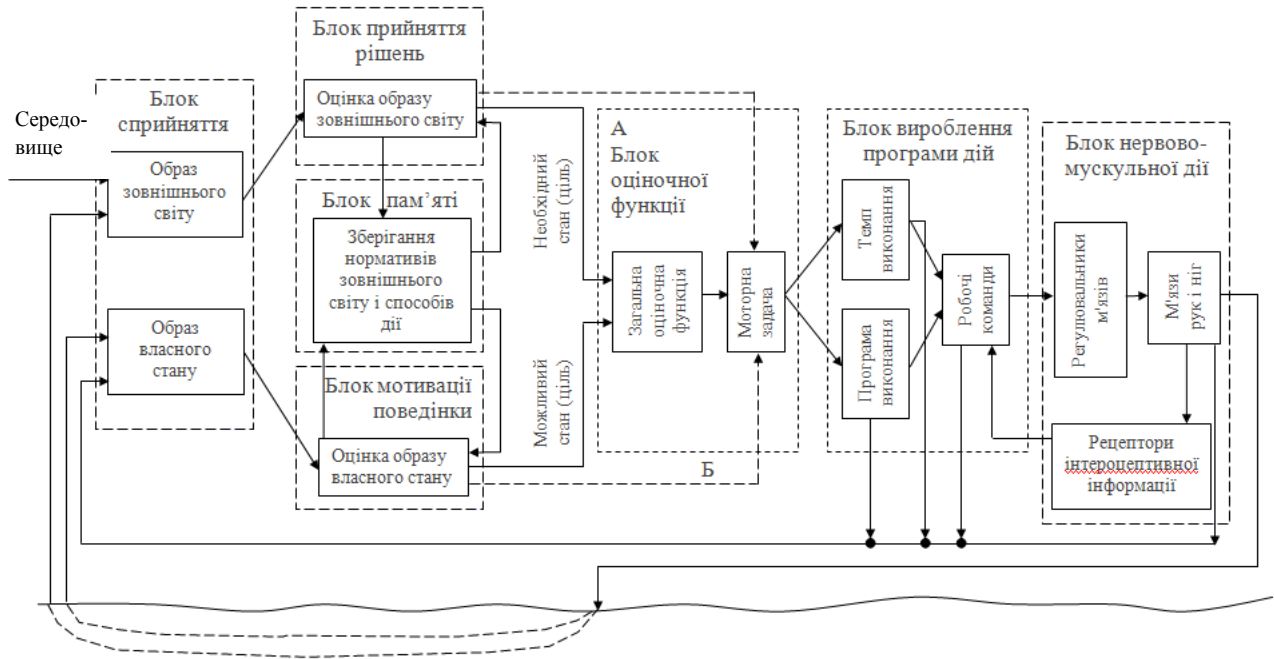 Середо-
вище
Блок
сприйняття
Образ
зовнішнього
світу
Образ
власного
стану
Блок прийняття
рішень
Оцінка образу
зовнішнього світу
Блок пам’яті
Зберігання
нормативів
зовнішнього
світу і способів
дії
Блок мотивації
поведінки
Оцінка образу
власного стану
Необхідний
стан (ціль)
Можливий
стан (ціль)
А
Блок
оціночної
функції
Загальна
оціночна
функція
Моторна
задача
Б
Блок вироблення
програми дій
Темп
виконання
Програма
виконання
Робочі
команди
Блок нервово-
мускульної дії
Регулювальники
м'язів
М'язи
рук і ніг
Рецептори
інтероцептивної
інформації